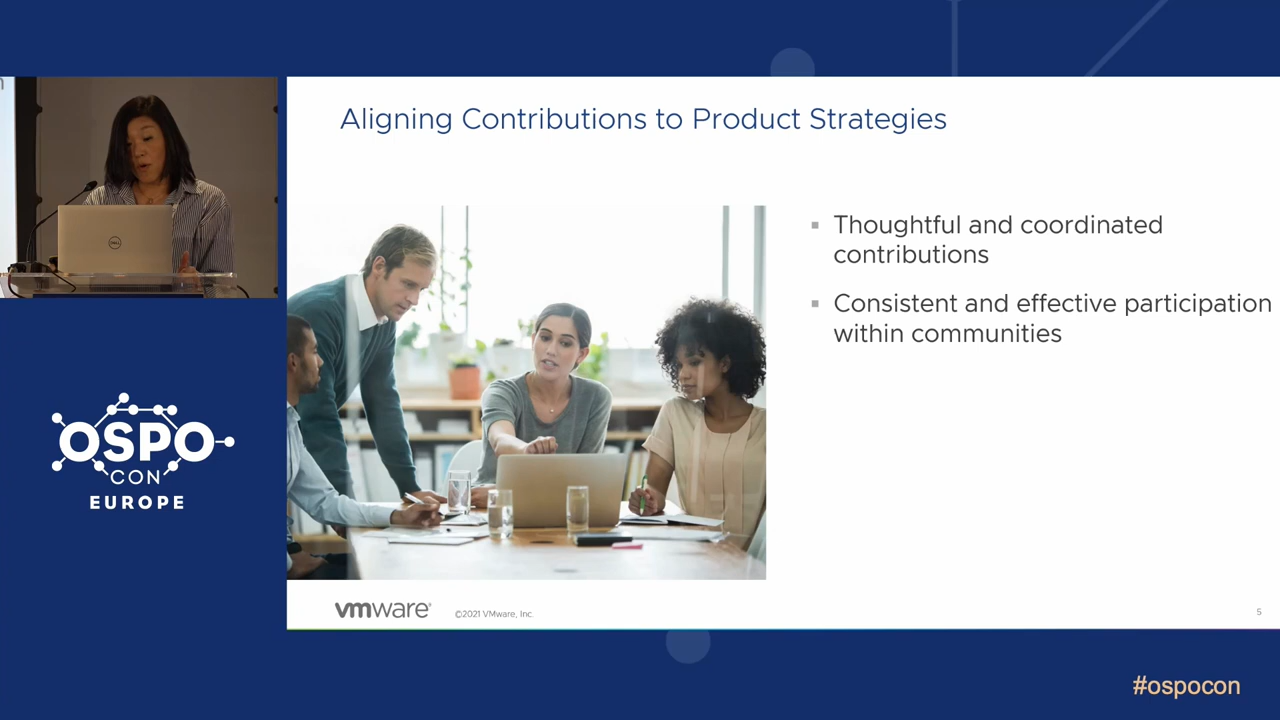 Aligning Contributions to Product Strategies
Thoughtful and coordinated
contributions
Consistent and effective participation
within communities
DELL
OSPO
CON
EUROPE
vmware®
©2021 VMware, Inc.
5
#ospocon